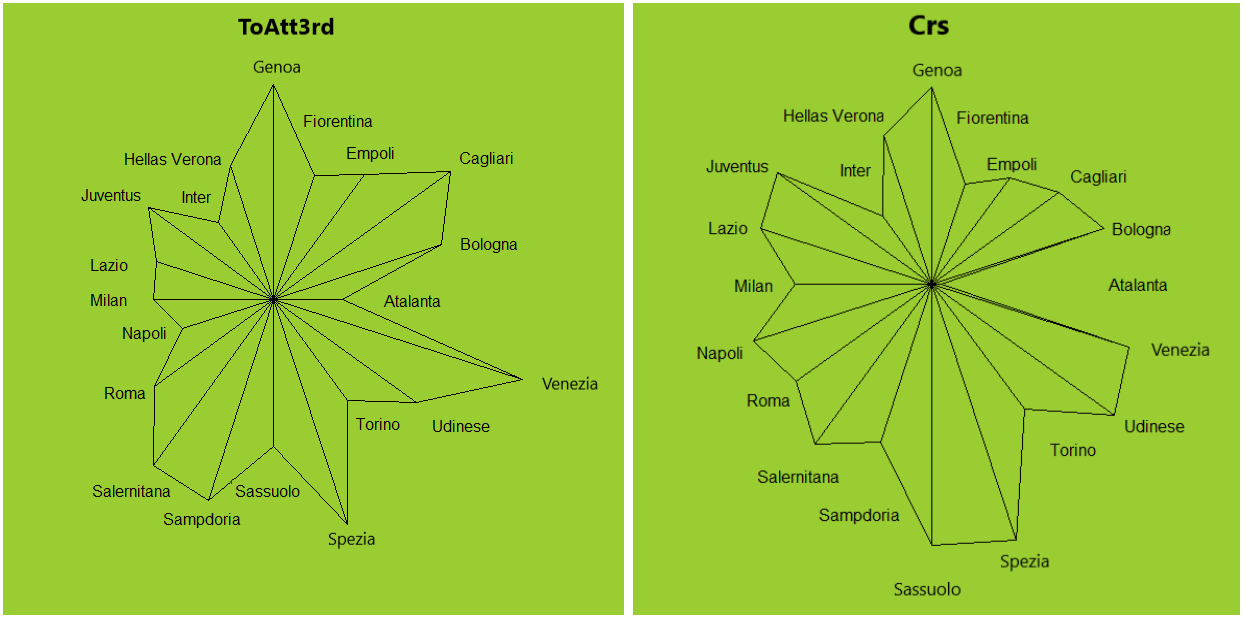 ToAtt3rd
Genoa
Fiorentina
Empoli
Cagliari
Hellas Verona
Juventus
Inter
Bologna
Lazio
Milan
Atalanta
Napoli
Venezia
Roma
Torino
Udinese
Salernitana
Sassuolo
Sampdoria
Spezia
Crs
Genoa
Hellas Verona
Fiorentina
Juventus
Inter
Empoli
Cagliari
Lazio
Bologna
Milan
Atalanta
Napoli
Venezia
Roma
Udinese
Torino
Salernitana
Sampdoria
Spezia
Sassuolo